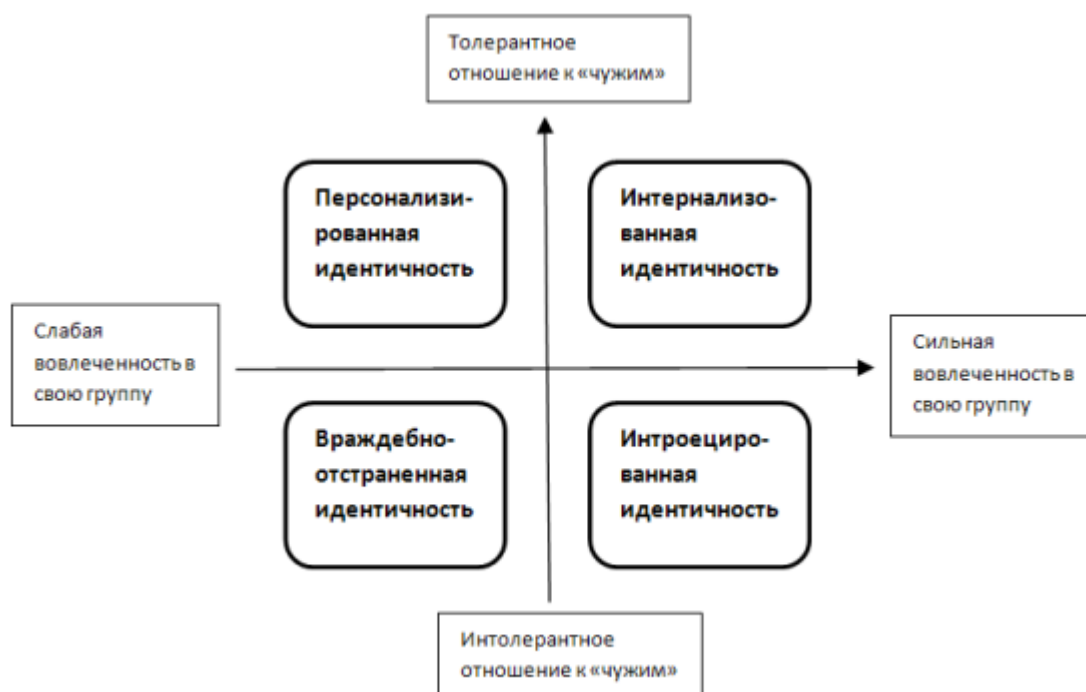 Толерантное
отношение к «чужим»
Персонализи-
рованная
идентичность
Интернализо-
ванная
идентичность
Слабая
вовлеченность в
свою группу
Сильная
вовлеченность в
свою группу
Враждебно-
отстраненная
идентичность
Интроециро-
ванная
идентичность
Интолерантное
отношение к «чужим»